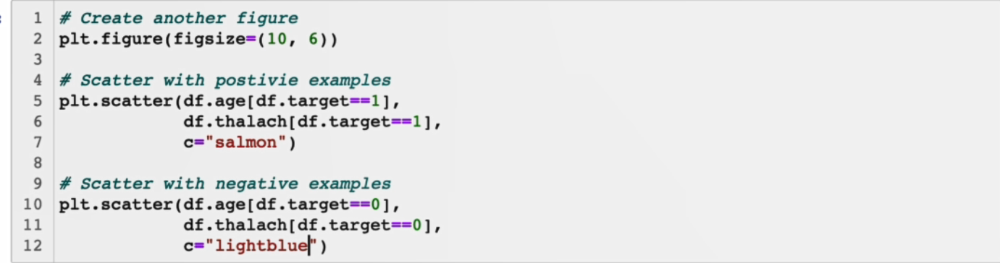 1 # Create another figure
2 plt.figure(figsize=(10, 6))
3
4 # Scatter with postivie examples
5 plt.scatter(df.age[df.target==1],
6 df.thalach[df.target==1],
7 c="salmon")
8
9 # Scatter with negative examples
10 plt.scatter(df.age[df.target==0],
11 df.thalach[df.target==0],
12 c="lightblue")